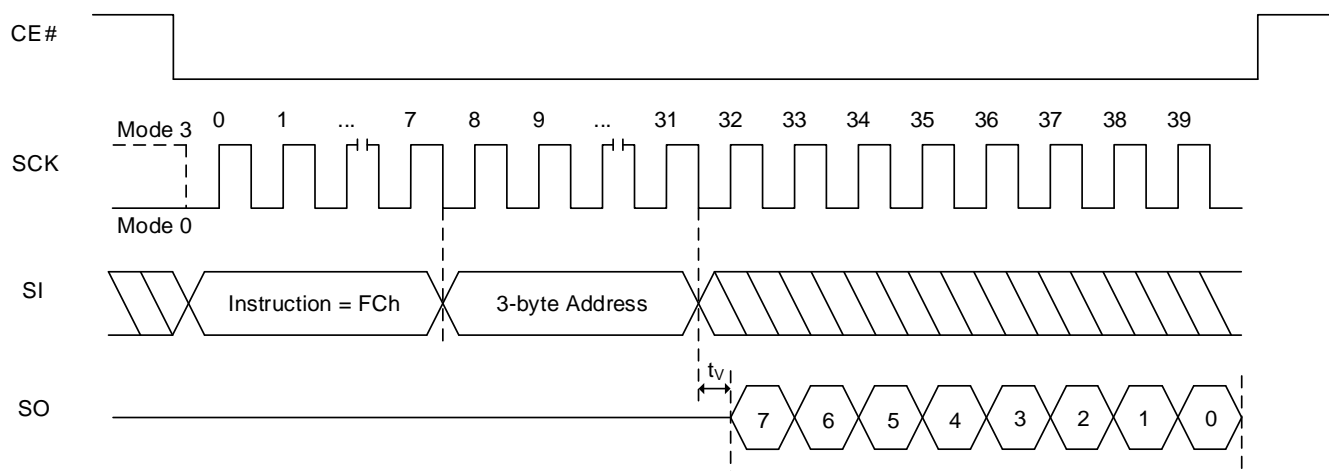 CE#
0 1 ... 7 8 9 ... 31 32 33 34 35 36 37 38 39
Mode 3
SCK
Mode 0
SI
Instruction = FCh
3-byte Address
tV
SO
7 6 5 4 3 2 1 0